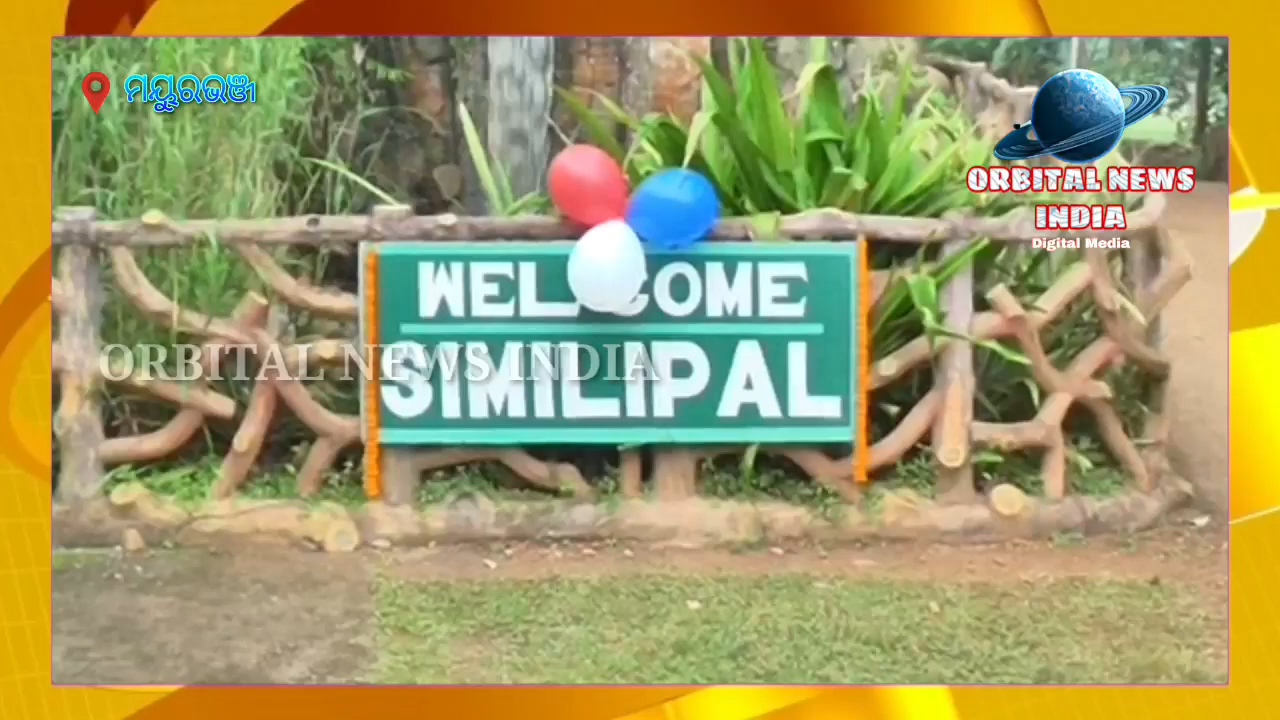 ମୟୂରଭଞ୍ଜ
ORBITAL NEWS
INDIA
Digital Media
WELCOME
ORBITAL NEWS INDIA
SIMILIPAL